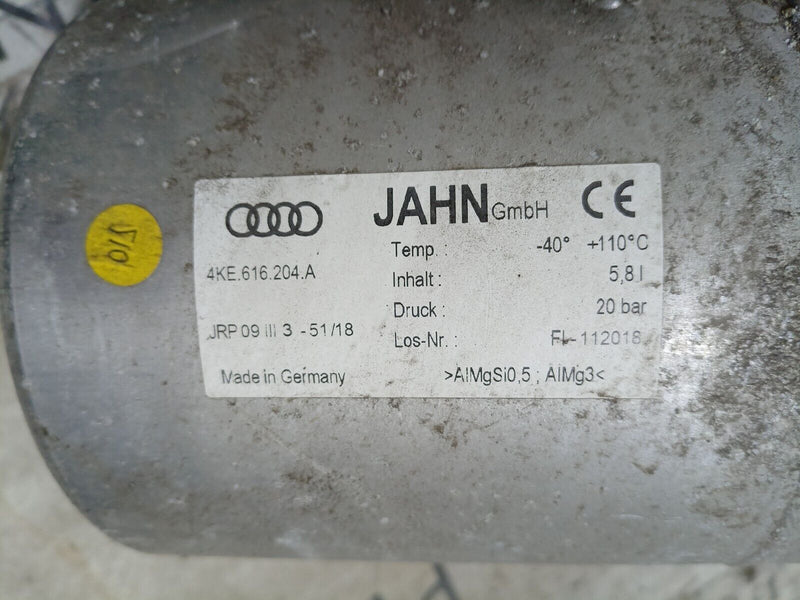 JAHN GmbH CE
4KE.616.204.A
Temp. : -40° +110°C
Inhalt : 5,8 l
Druck : 20 bar
JRP 09 III 3 - 51/18
Los-Nr. : FL-112018
Made in Germany >AlMgSi0,5 ; AlMg3<